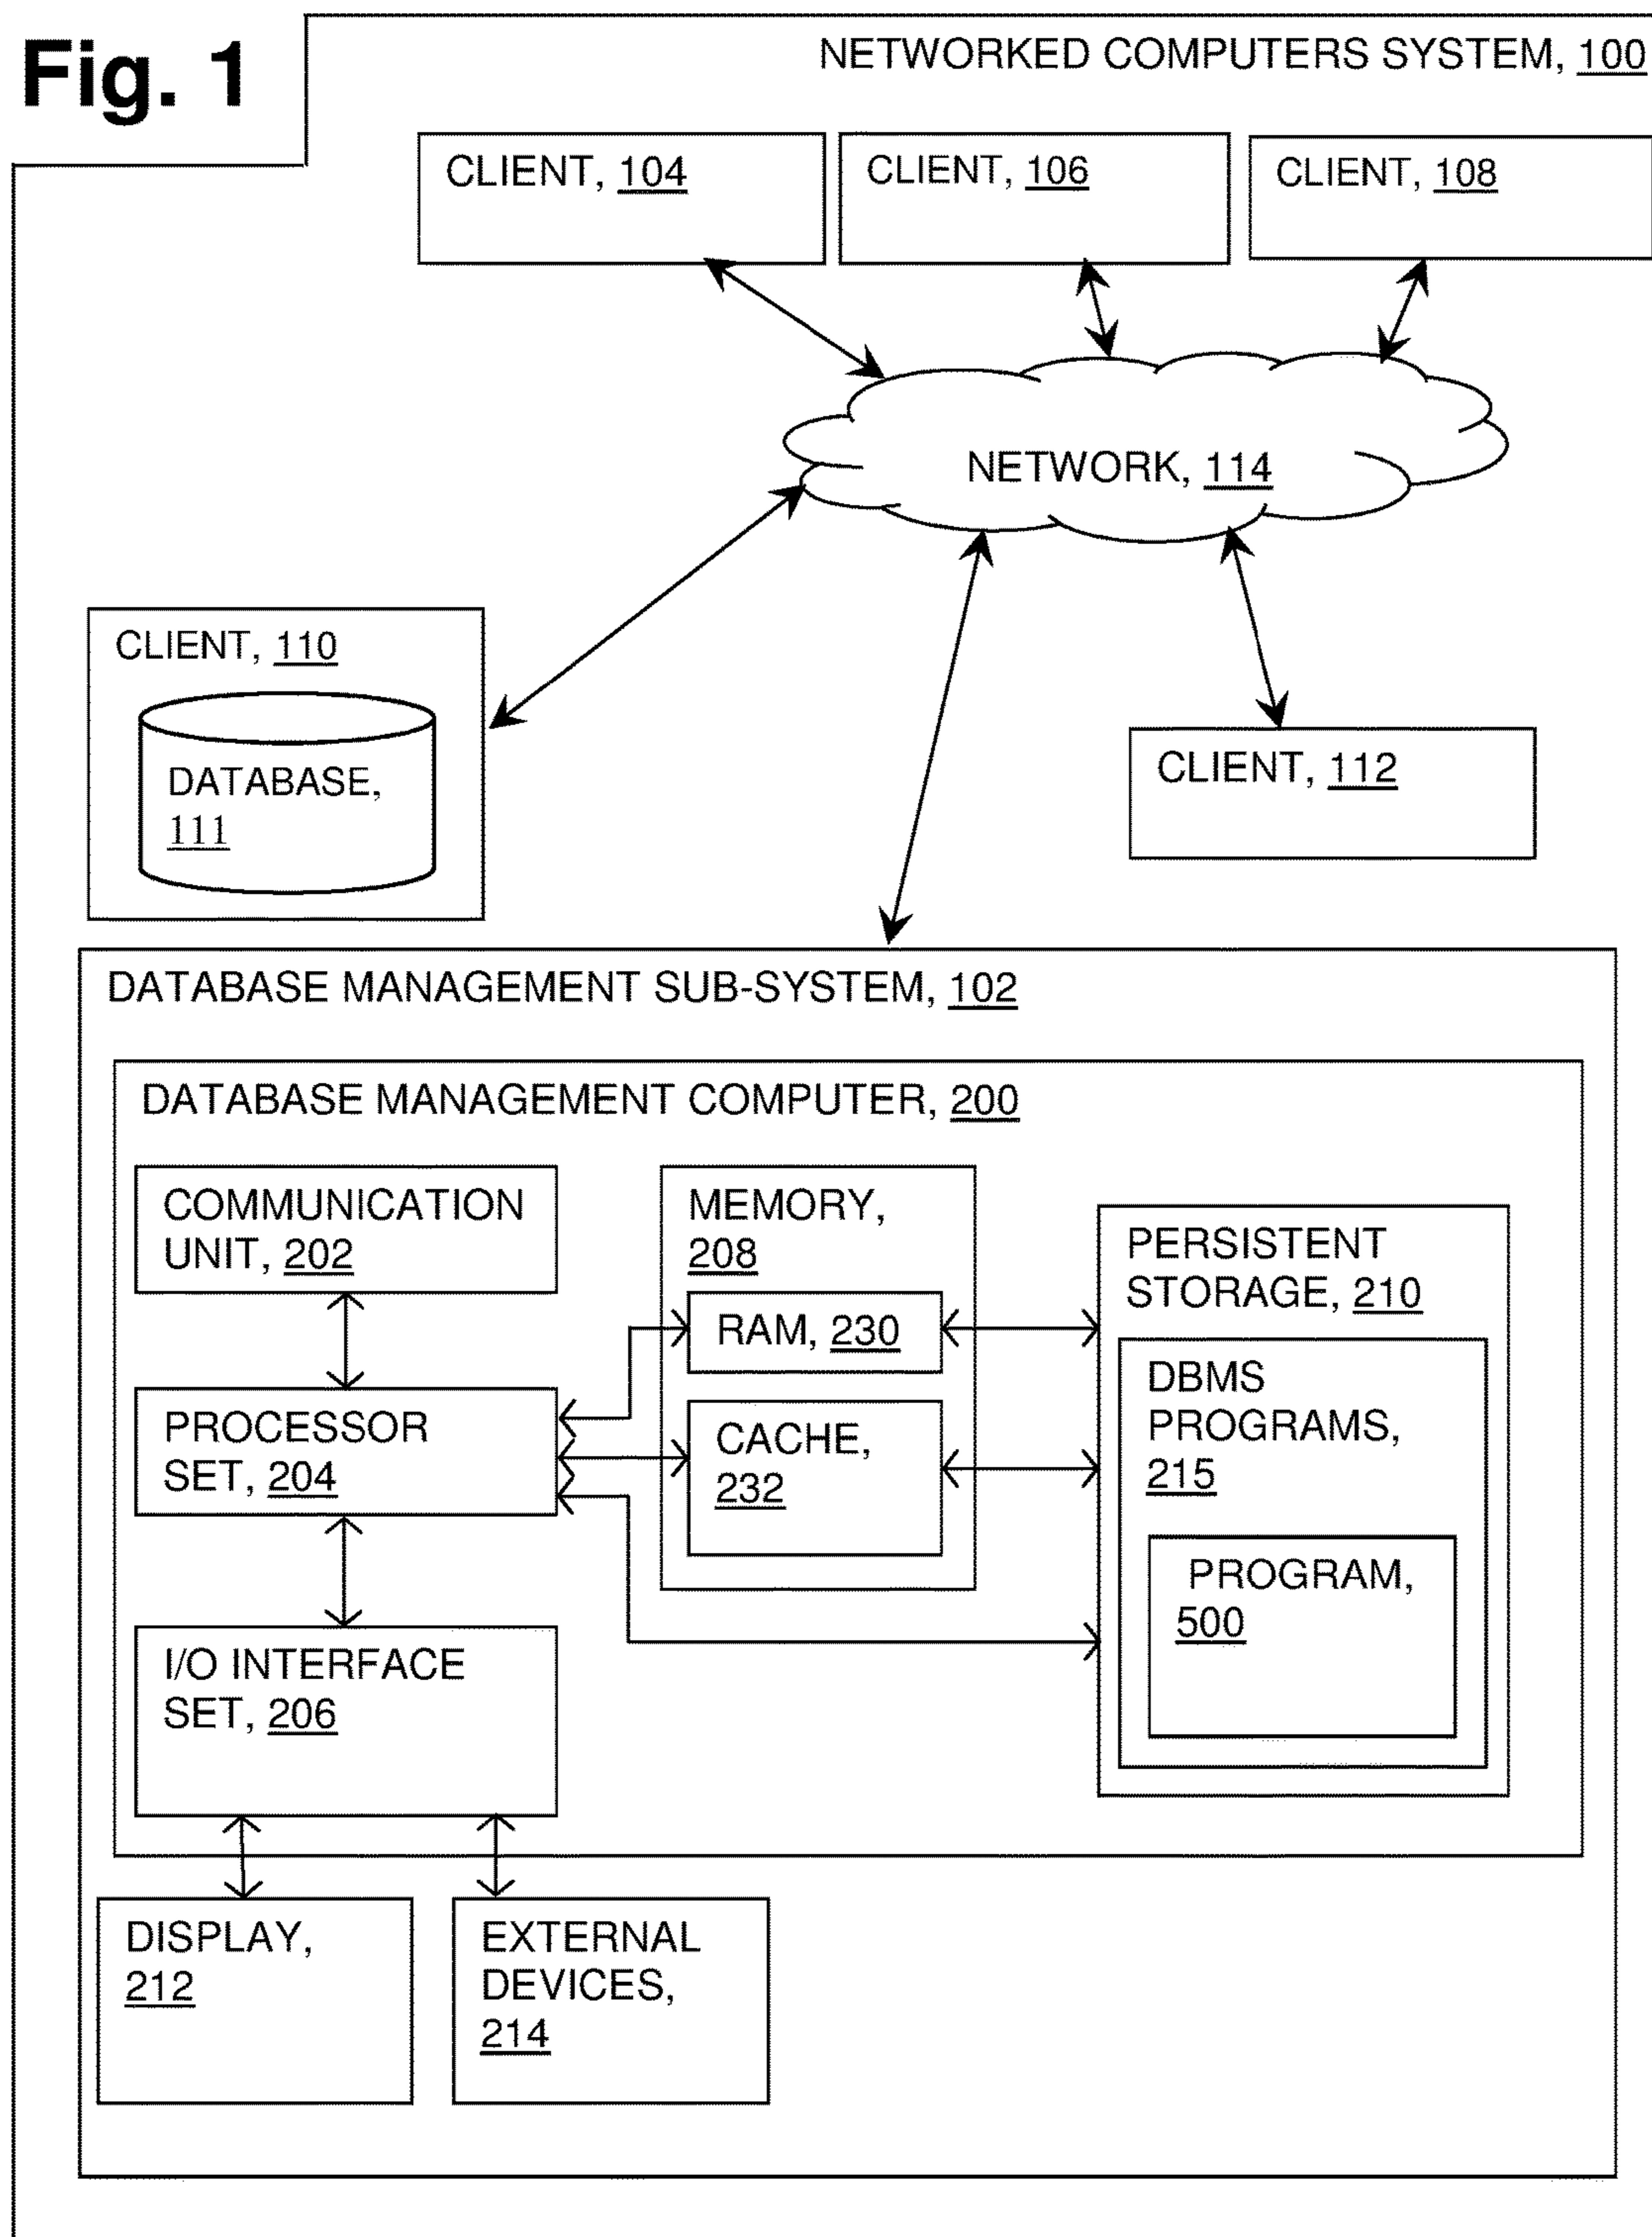 Fig. 1
NETWORKED COMPUTERS SYSTEM, 100
CLIENT, 104
CLIENT, 106
CLIENT, 108
NETWORK, 114
CLIENT, 110
DATABASE,
111
CLIENT, 112
DATABASE MANAGEMENT SUB-SYSTEM, 102
DATABASE MANAGEMENT COMPUTER, 200
COMMUNICATION
UNIT, 202
MEMORY,
208
PERSISTENT
STORAGE, 210
RAM, 230
DBMS
PROGRAMS,
215
PROCESSOR
SET, 204
CACHE,
232
PROGRAM,
500
I/O INTERFACE
SET, 206
DISPLAY,
212
EXTERNAL
DEVICES,
214